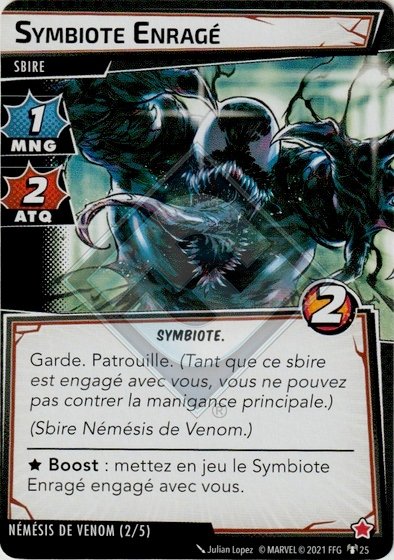 Symbiote Enragé
SBIRE
1
MNG
2
ATQ
2
SYMBIOTE.
Garde. Patrouille. (Tant que ce sbire
est engagé avec vous, vous ne pouvez
pas contrer la manigance principale.)
(Sbire Némésis de Venom.)
★ Boost : mettez en jeu le Symbiote
Enragé engagé avec vous.
NÉMÉSIS DE VENOM (2/5)
Julian Lopez © MARVEL © 2021 FFG 25